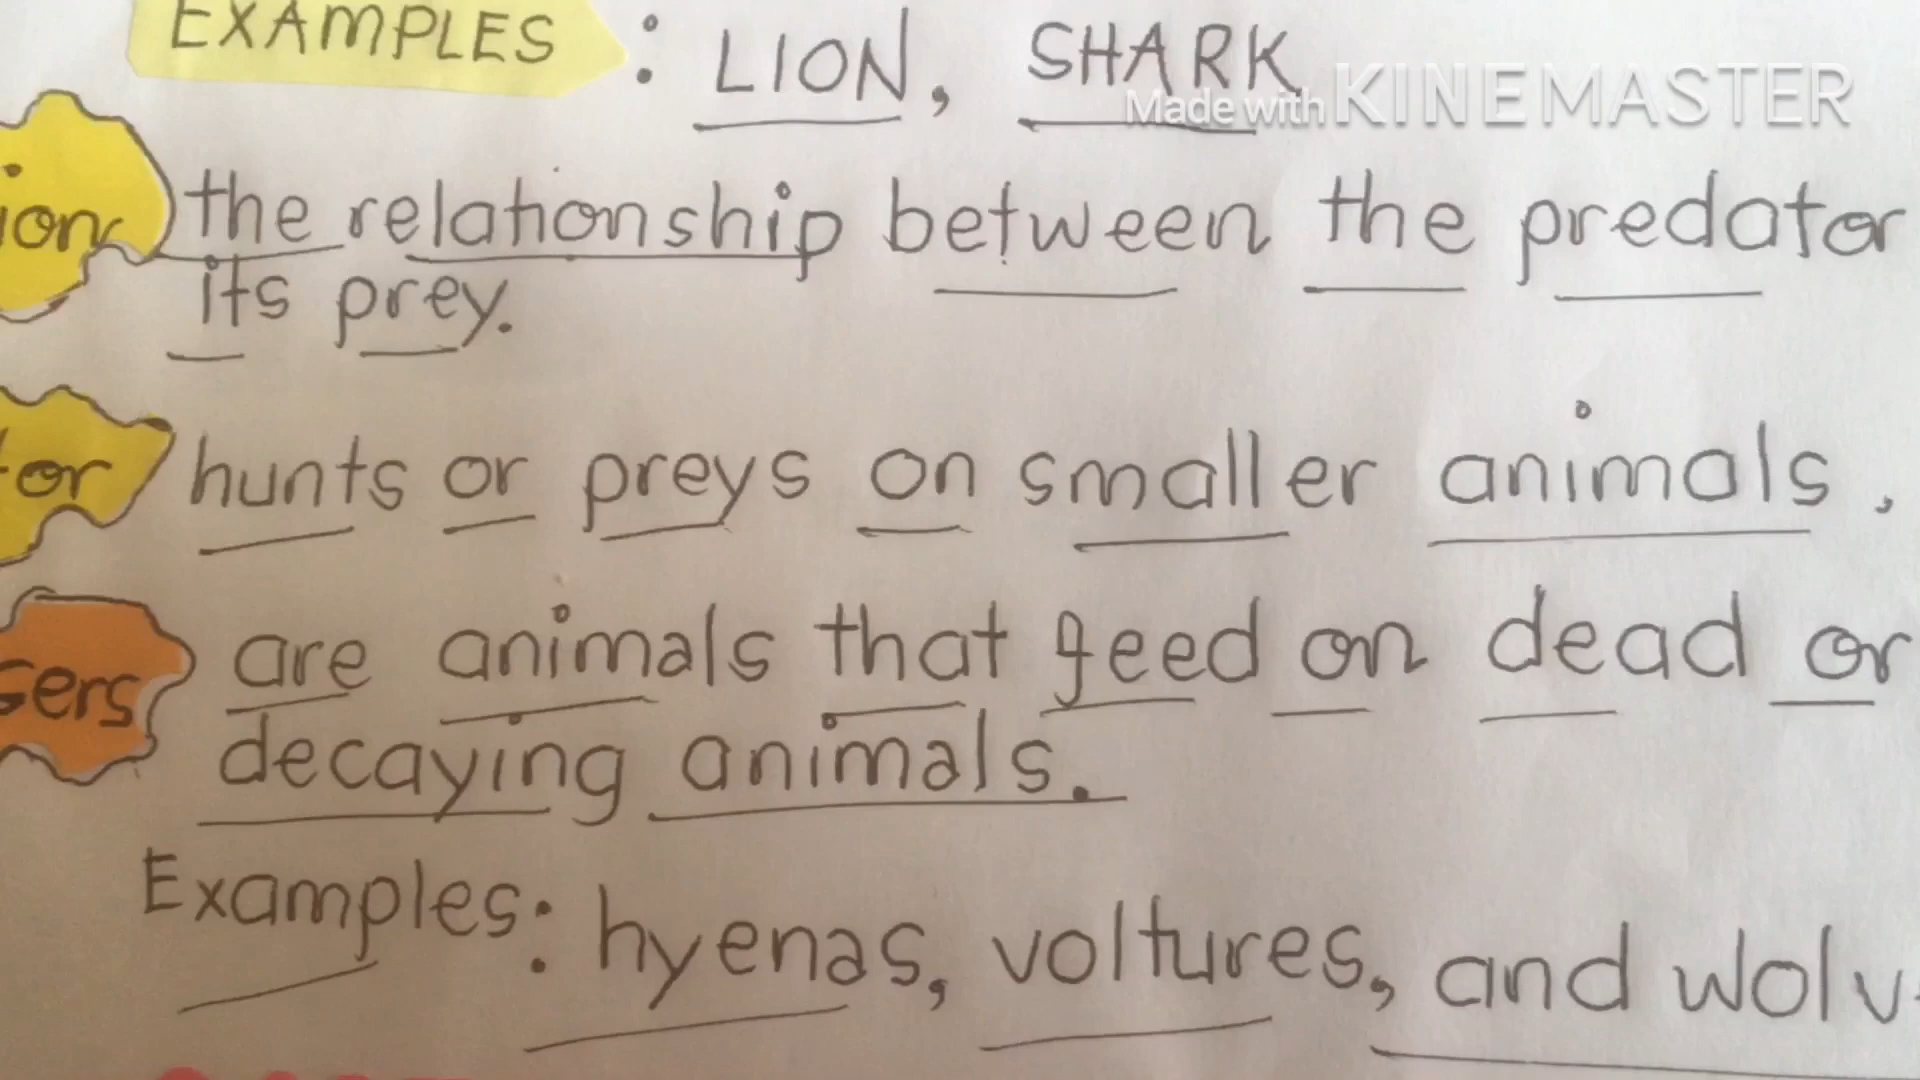 EXAMPLES : LION, SHARK
Made with KINEMASTER
ion the relationship between the predator
its prey.
tor hunts or preys on smaller animals.
gers are animals that feed on dead or
decaying animals.
Examples: hyenas, voltures, and wolv